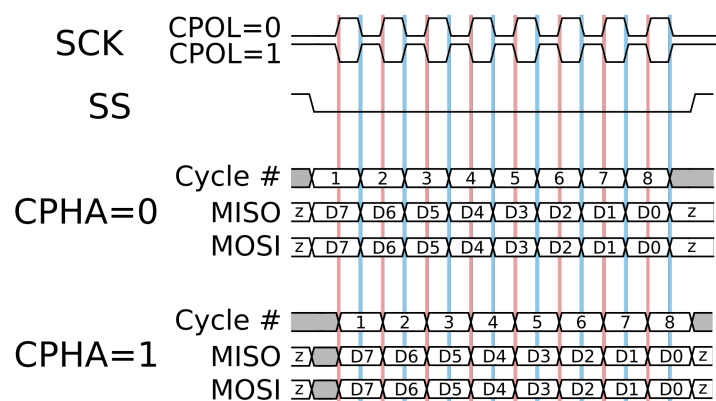 SCK CPOL=0
CPOL=1
SS
Cycle # 1 2 3 4 5 6 7 8
CPHA=0 MISO z D7 D6 D5 D4 D3 D2 D1 D0 z
MOSI z D7 D6 D5 D4 D3 D2 D1 D0 z
Cycle # 1 2 3 4 5 6 7 8
CPHA=1 MISO z D7 D6 D5 D4 D3 D2 D1 D0 z
MOSI z D7 D6 D5 D4 D3 D2 D1 D0 z